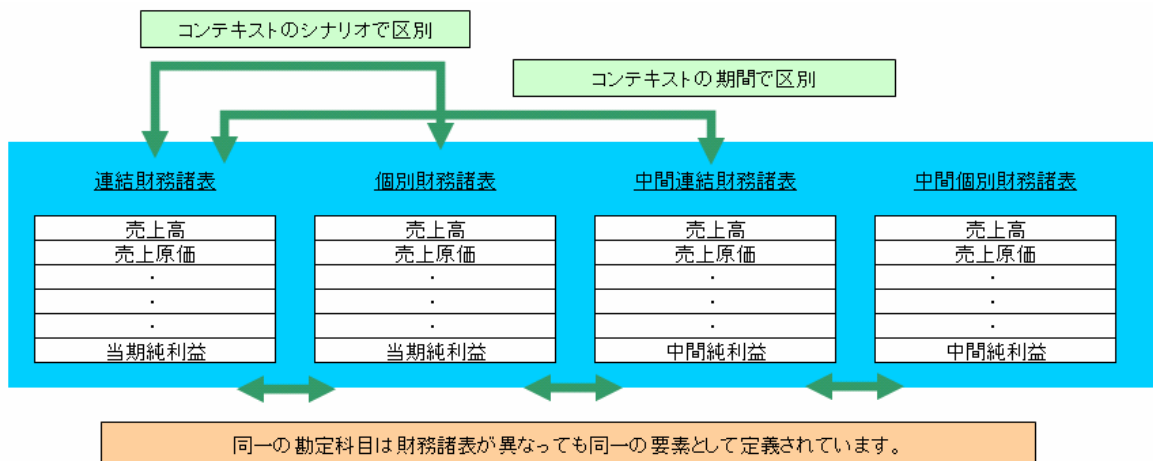 コンテキストのシナリオで区別
コンテキストの期間で区別
連結財務諸表
個別財務諸表
中間連結財務諸表
中間個別財務諸表
売上高
売上原価
・
・
・
当期純利益
売上高
売上原価
・
・
・
当期純利益
売上高
売上原価
・
・
・
中間純利益
売上高
売上原価
・
・
・
中間純利益
同一の勘定科目は財務諸表が異なっても同一の要素として定義されています。